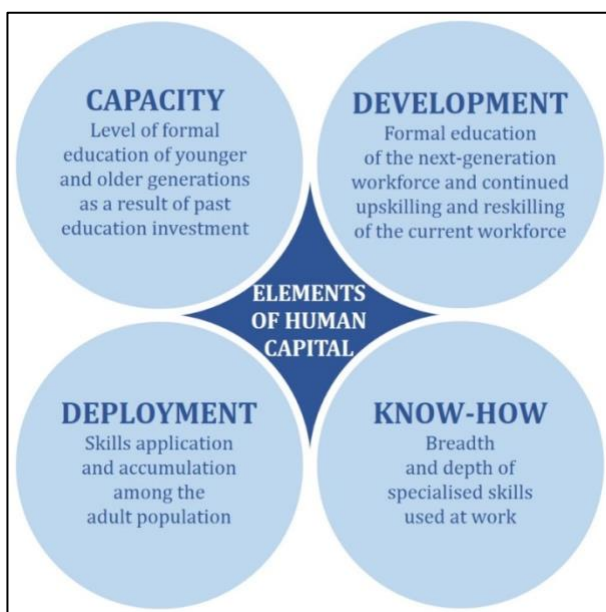 CAPACITY
Level of formal
education of younger
and older generations
as a result of past
education investment
DEVELOPMENT
Formal education
of the next-generation
workforce and continued
upskilling and reskilling
of the current workforce
ELEMENTS
OF HUMAN
CAPITAL
DEPLOYMENT
Skills application
and accumulation
among the
adult population
KNOW-HOW
Breadth
and depth of
specialised skills
used at work